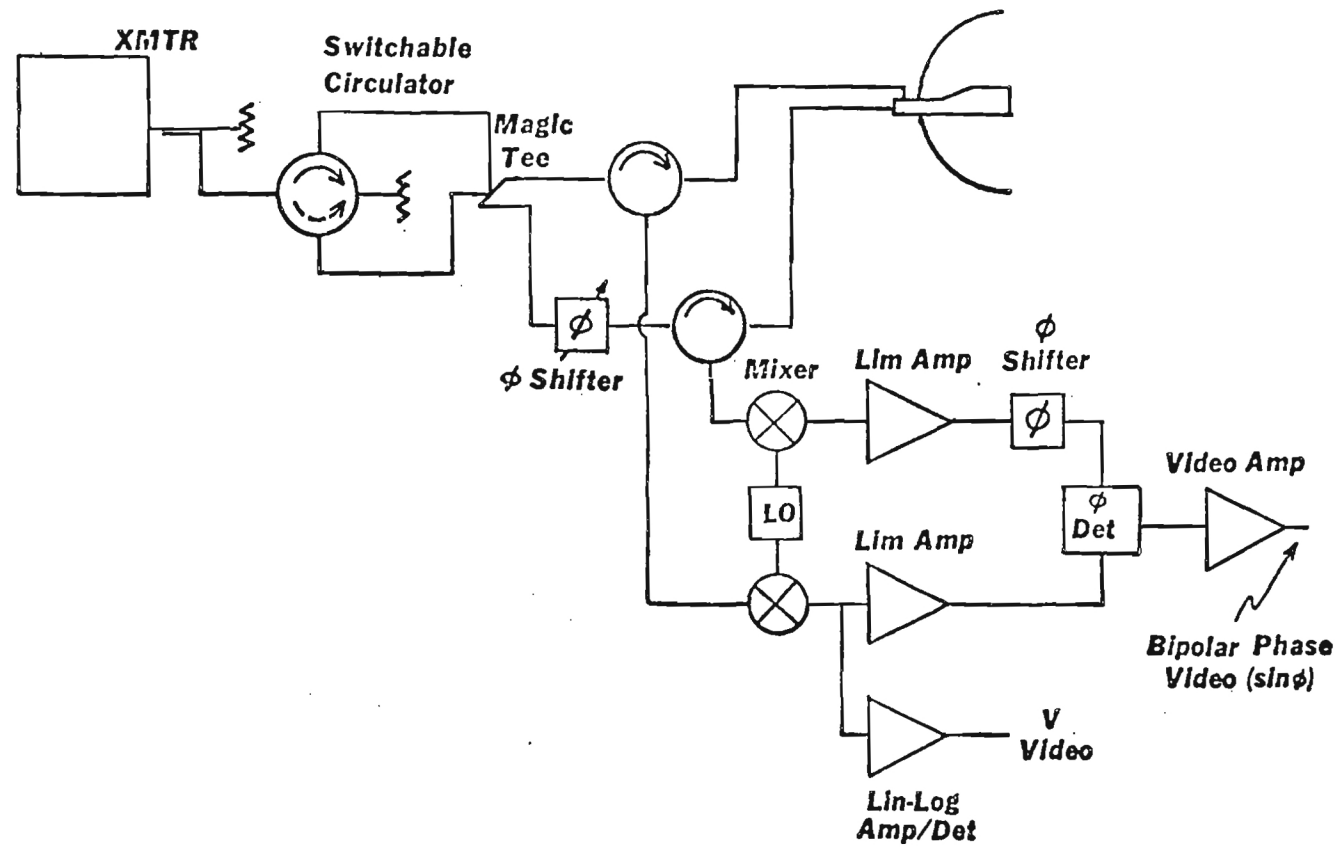 XMTR
Switchable
Circulator
Magic
Tee
ϕ
ϕ Shifter
Mixer
Lim Amp
ϕ
Shifter
ϕ
LO
Lim Amp
ϕ
Det
Video Amp
Bipolar Phase
Video (sinϕ)
V
Video
Lin-Log
Amp/Det